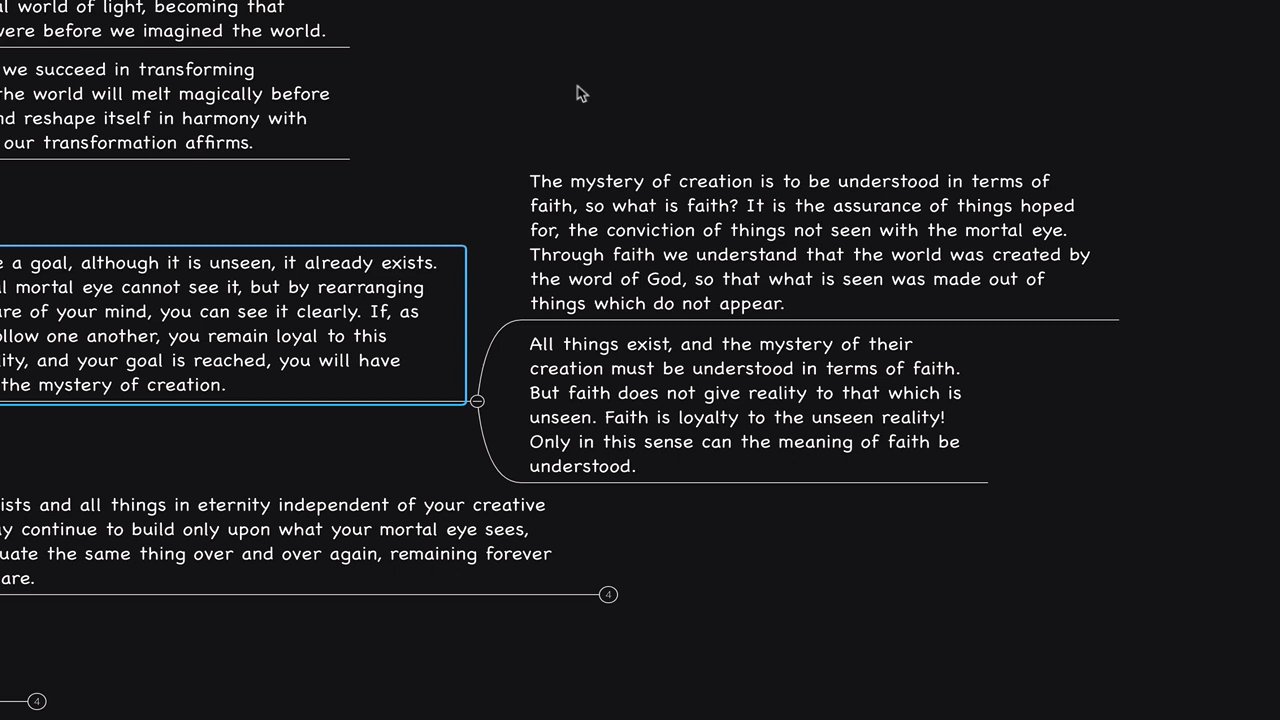 l world of light, becoming that
were before we imagined the world.
we succeed in transforming
the world will melt magically before
nd reshape itself in harmony with
our transformation affirms.
The mystery of creation is to be understood in terms of
faith, so what is faith? It is the assurance of things hoped
for, the conviction of things not seen with the mortal eye.
Through faith we understand that the world was created by
the word of God, so that what is seen was made out of
things which do not appear.
e a goal, although it is unseen, it already exists.
l mortal eye cannot see it, but by rearranging
ure of your mind, you can see it clearly. If, as
ollow one another, you remain loyal to this
lity, and your goal is reached, you will have
the mystery of creation.
All things exist, and the mystery of their
creation must be understood in terms of faith.
But faith does not give reality to that which is
unseen. Faith is loyalty to the unseen reality!
Only in this sense can the meaning of faith be
understood.
ists and all things in eternity independent of your creative
y continue to build only upon what your mortal eye sees,
uate the same thing over and over again, remaining forever
are.
4
4